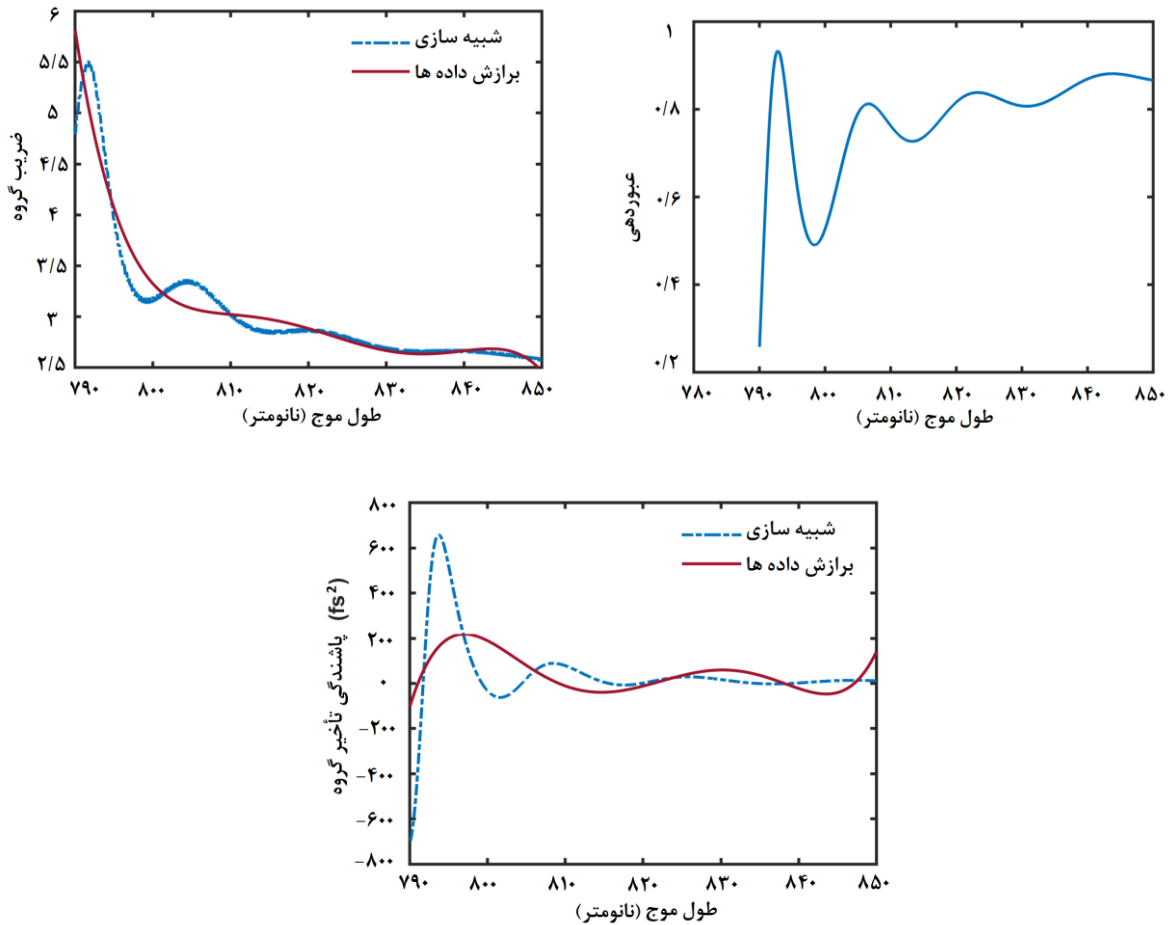 ۶
۵/۵
۵
۴/۵
۴
۳/۵
۳
۲/۵
ضریب گروه
شبیه سازی
برازش داده ها
۷۹۰ ۸۰۰ ۸۱۰ ۸۲۰ ۸۳۰ ۸۴۰ ۸۵۰
طول موج (نانومتر)
۱
۰/۸
۰/۶
۰/۴
۰/۲
عبوردهی
۷۸۰ ۷۹۰ ۸۰۰ ۸۱۰ ۸۲۰ ۸۳۰ ۸۴۰ ۸۵۰
طول موج (نانومتر)
۸۰۰
۶۰۰
۴۰۰
۲۰۰
۰
−۲۰۰
−۴۰۰
−۶۰۰
−۸۰۰
پاشندگی تأخیر گروه (fs²)
شبیه سازی
برازش داده ها
۷۹۰ ۸۰۰ ۸۱۰ ۸۲۰ ۸۳۰ ۸۴۰ ۸۵۰
طول موج (نانومتر)